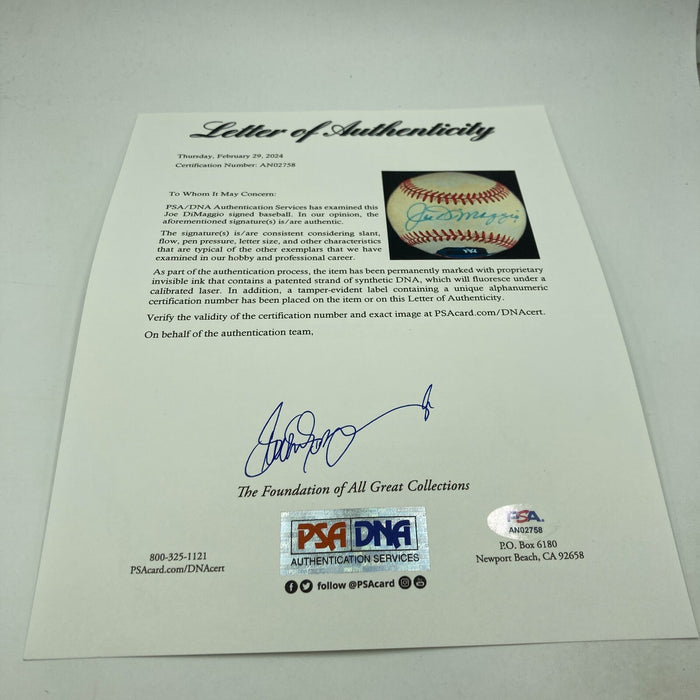 Letter of Authenticity
Thursday, February 29, 2024
Certification Number: AN02758
To Whom It May Concern:
PSA/DNA Authentication Services has examined this
Joe DiMaggio signed baseball. In our opinion, the
aforementioned signature(s) is/are authentic.
The signature(s) is/are consistent considering slant,
flow, pen pressure, letter size, and other characteristics
that are typical of the other exemplars that we have
examined in our hobby and professional career.
Joe DiMaggio
As part of the authentication process, the item has been permanently marked with proprietary
invisible ink that contains a patented strand of synthetic DNA, which will fluoresce under a
calibrated laser. In addition, a tamper-evident label containing a unique alphanumeric
certification number has been placed on the item or on this Letter of Authenticity.
Verify the validity of the certification number and exact image at PSAcard.com/DNAcert.
On behalf of the authentication team,
The Foundation of All Great Collections
PSA DNA
AUTHENTICATION SERVICES
PSA.
AN02758
800-325-1121
PSAcard.com/DNAcert
P.O. Box 6180
Newport Beach, CA 92658
follow @PSAcard